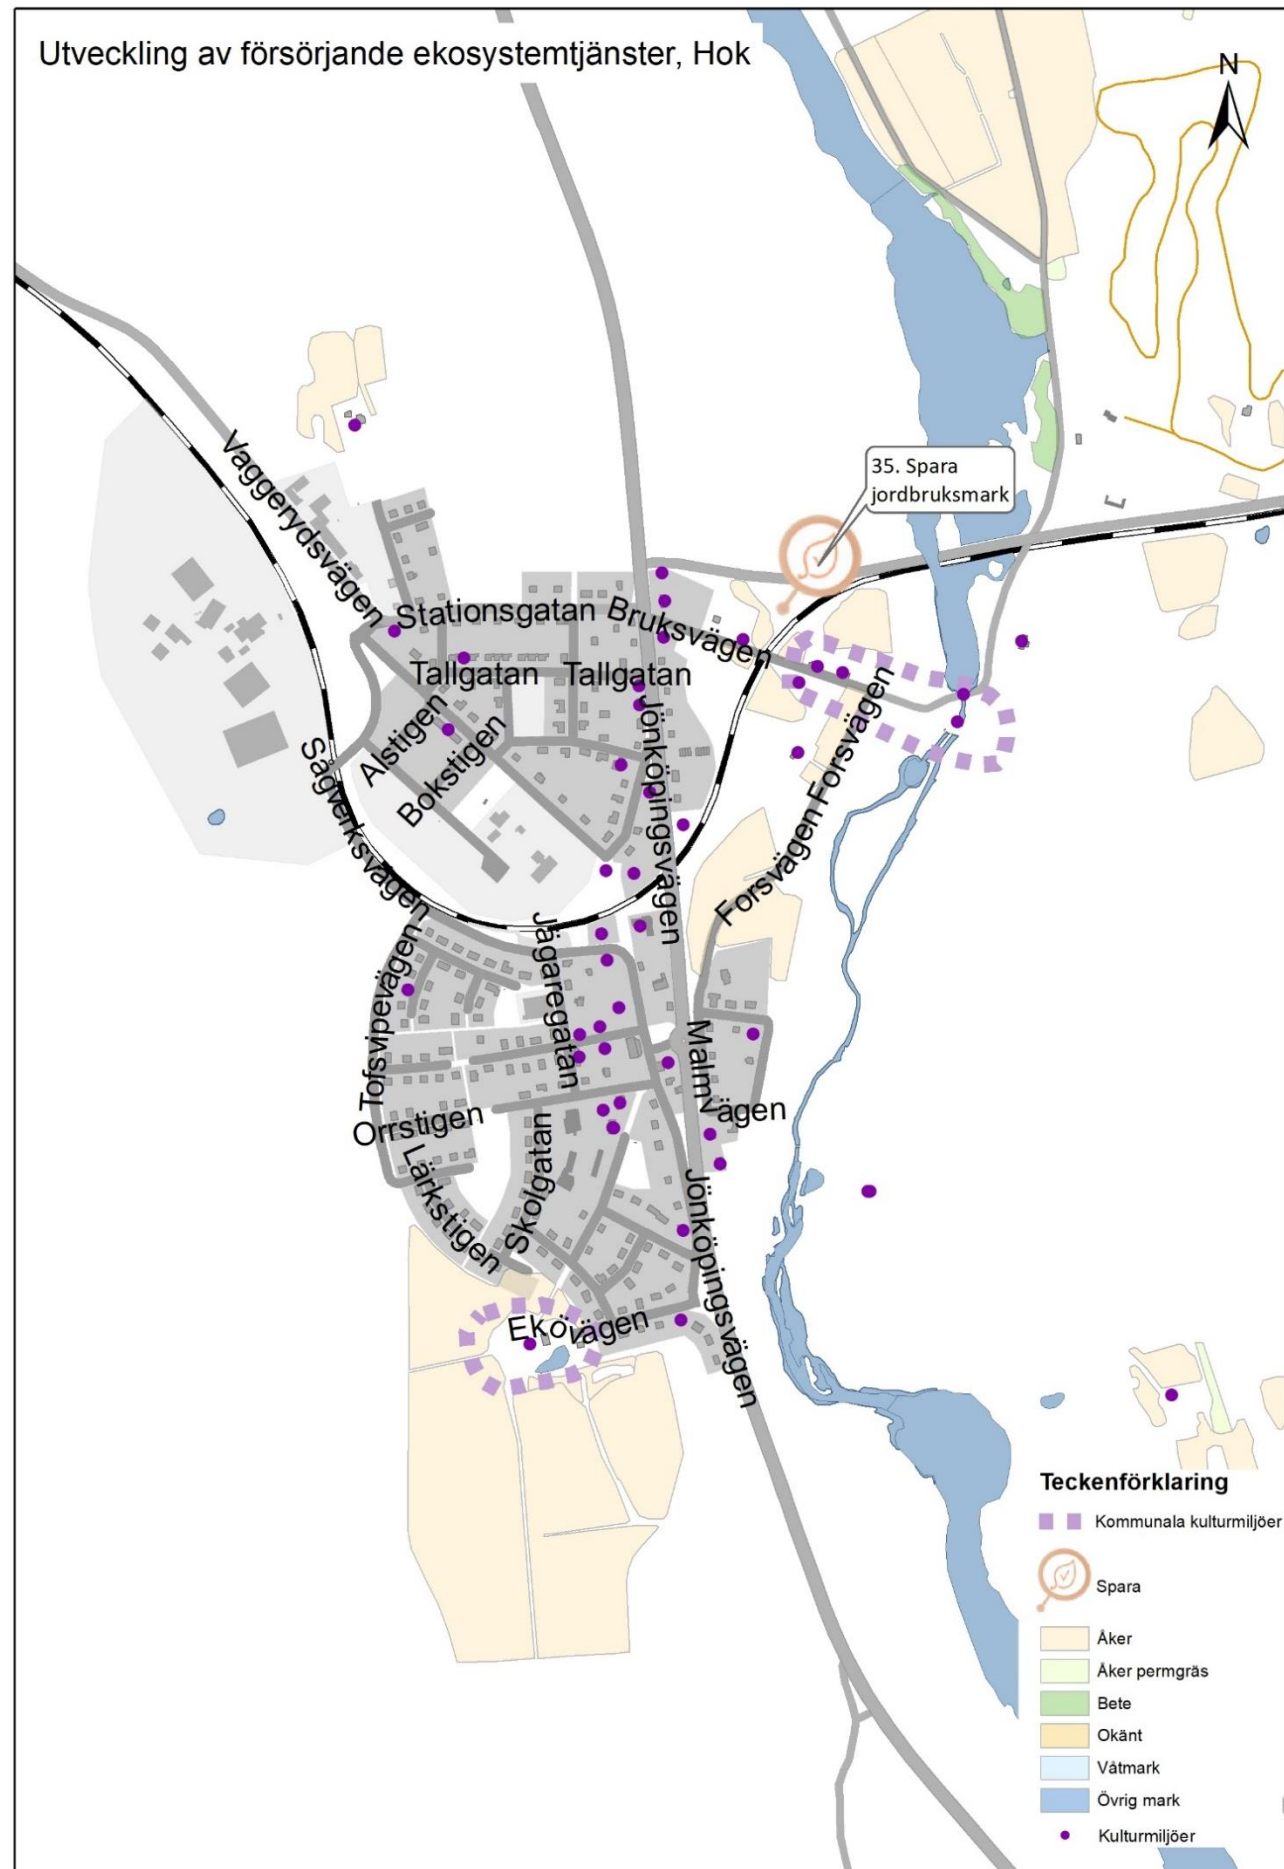 Utveckling av försörjande ekosystemtjänster, Hok
N
35. Spara
jordbruksmark
Vaggerydsvägen
Stationsgatan
Bruksvägen
Tallgatan
Tallgatan
Alstigen
Bokstigen
Jönköpingsvägen
Forsvägen
Forsvägen
Sågverksvägen
Jägaregatan
Tofsvipevägen
Malmvägen
Orrstigen
Lärkstigen
Skolgatan
Jönköpingsvägen
Ekövägen
Teckenförklaring
Kommunala kulturmiljöer
Spara
Åker
Åker permgräs
Bete
Okänt
Våtmark
Övrig mark
Kulturmiljöer